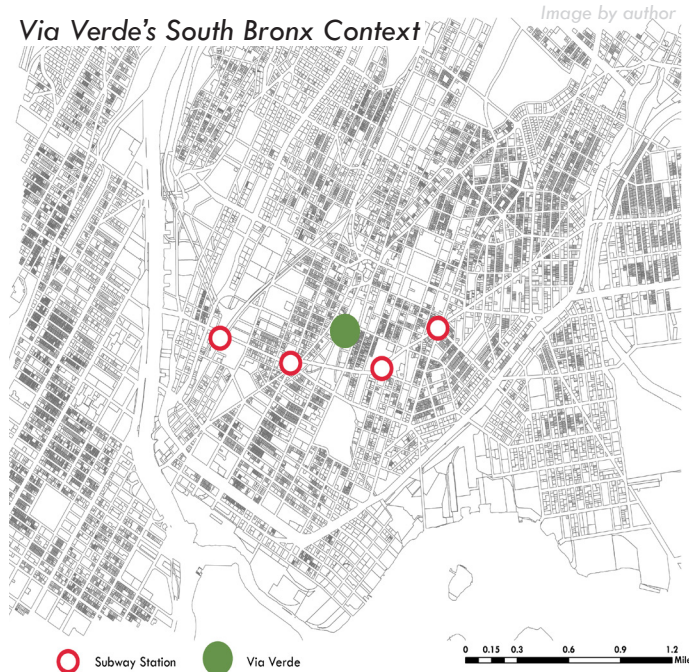 Image by author
Via Verde's South Bronx Context
Subway Station
Via Verde
0 0.15 0.3 0.6 0.9 1.2
Mile